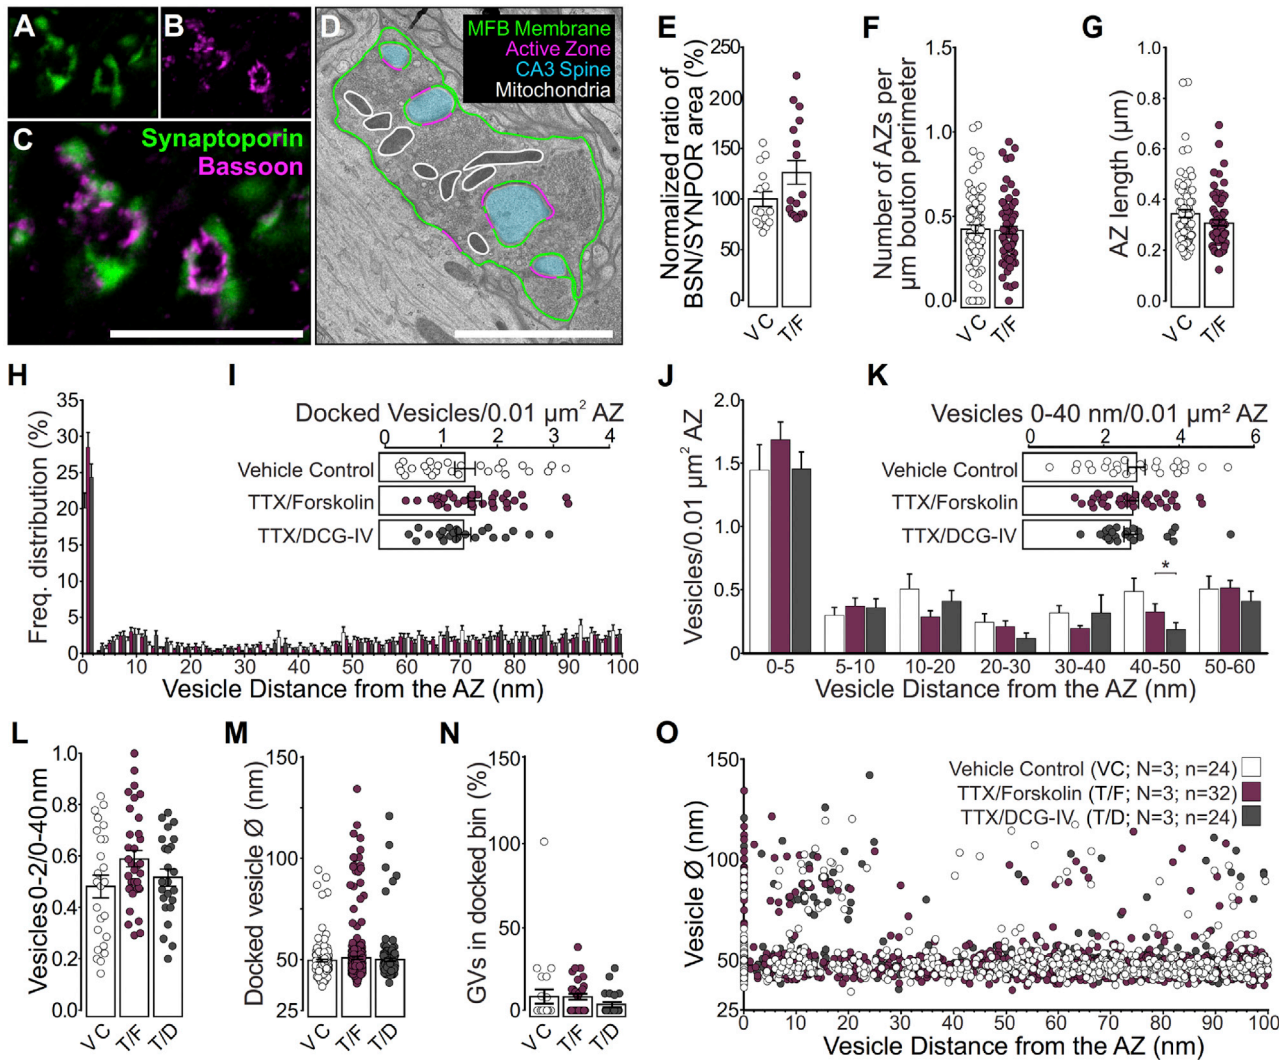 A
B
C
Synaptoporin
Bassoon
D
MFB Membrane
Active Zone
CA3 Spine
Mitochondria
E
Normalized ratio of
BSN/SYNPOR area (%)
250
200
150
100
50
0
VC
T/F
F
Number of AZs per
µm bouton perimeter
1.5
1.0
0.5
0.0
VC
T/F
G
AZ length (µm)
1.0
0.8
0.6
0.4
0.2
0.0
VC
T/F
H
Freq. distribution (%)
35
30
25
20
15
10
5
0
0 10 20 30 40 50 60 70 80 90 100
Vesicle Distance from the AZ (nm)
I
Docked Vesicles/0.01 µm² AZ
0 1 2 3 4
Vehicle Control
TTX/Forskolin
TTX/DCG-IV
J
Vesicles/0.01 µm² AZ
2.0
1.5
1.0
0.5
0
0-5 5-10 10-20 20-30 30-40 40-50 50-60
*
Vesicle Distance from the AZ (nm)
K
Vesicles 0-40 nm/0.01 µm² AZ
0 2 4 6
Vehicle Control
TTX/Forskolin
TTX/DCG-IV
L
Vesicles 0-2/0-40nm
1.0
0.8
0.6
0.4
0.2
0.0
VC
T/F
T/D
M
Docked vesicle Ø (nm)
150
100
50
25
VC
T/F
T/D
N
GVs in docked bin (%)
150
100
50
0
VC
T/F
T/D
O
Vesicle Ø (nm)
150
100
50
25
Vehicle Control (VC; N=3; n=24)
TTX/Forskolin (T/F; N=3; n=32)
TTX/DCG-IV (T/D; N=3; n=24)
0 10 20 30 40 50 60 70 80 90 100
Vesicle Distance from the AZ (nm)